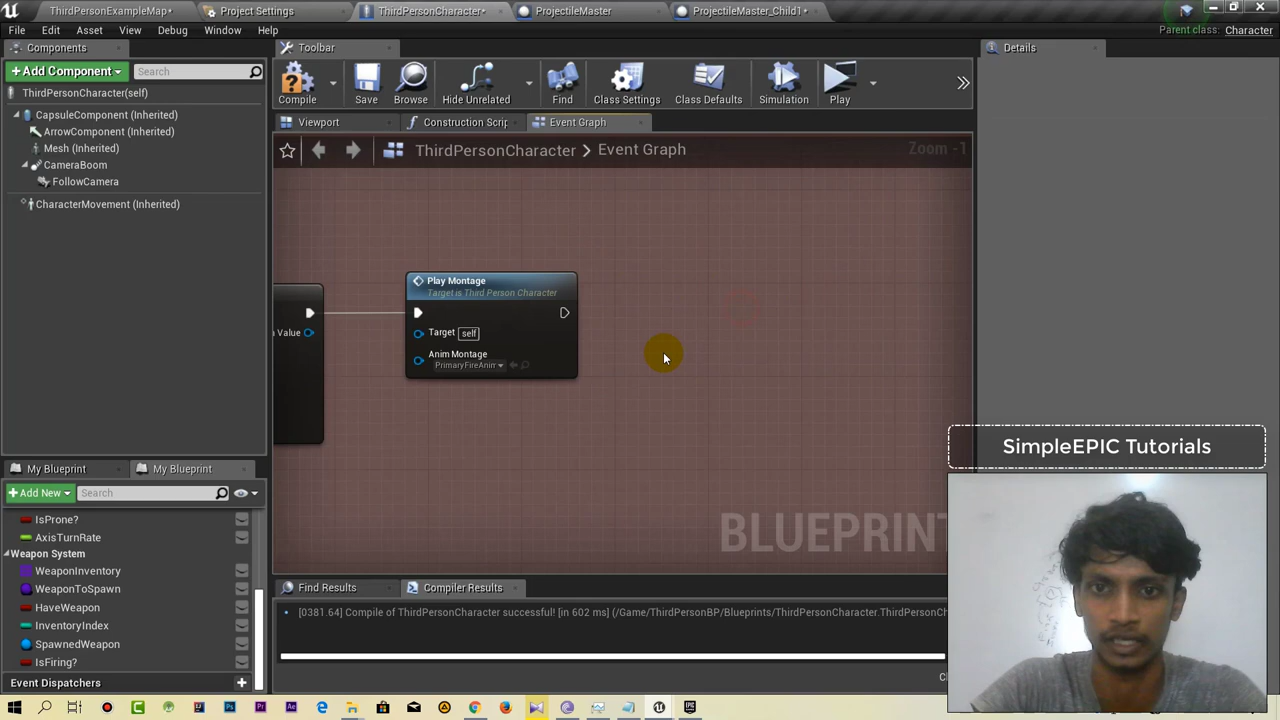 ThirdPersonExampleMap*
Project Settings
ThirdPersonCharacter*
ProjectileMaster
ProjectileMaster_Child1*
File Edit Asset View Debug Window Help
Parent class: Character
Components
Toolbar
Details
+ Add Component
Search
Compile
Save
Browse
Hide Unrelated
Find
Class Settings
Class Defaults
Simulation
Play
ThirdPersonCharacter(self)
CapsuleComponent (Inherited)
ArrowComponent (Inherited)
Mesh (Inherited)
CameraBoom
FollowCamera
CharacterMovement (Inherited)
Viewport
Construction Scrip
Event Graph
ThirdPersonCharacter > Event Graph
Zoom -1
Play Montage
Target is Third Person Character
n Value
Target self
Anim Montage
PrimaryFireAnim
SimpleEPIC Tutorials
BLUEPRINT
My Blueprint
My Blueprint
+ Add New
Search
IsProne?
AxisTurnRate
Weapon System
WeaponInventory
WeaponToSpawn
HaveWeapon
InventoryIndex
SpawnedWeapon
IsFiring?
Event Dispatchers
Find Results
Compiler Results
[0381.64] Compile of ThirdPersonCharacter successful! [in 602 ms] (/Game/ThirdPersonBP/Blueprints/ThirdPersonCharacter.ThirdPersonCh